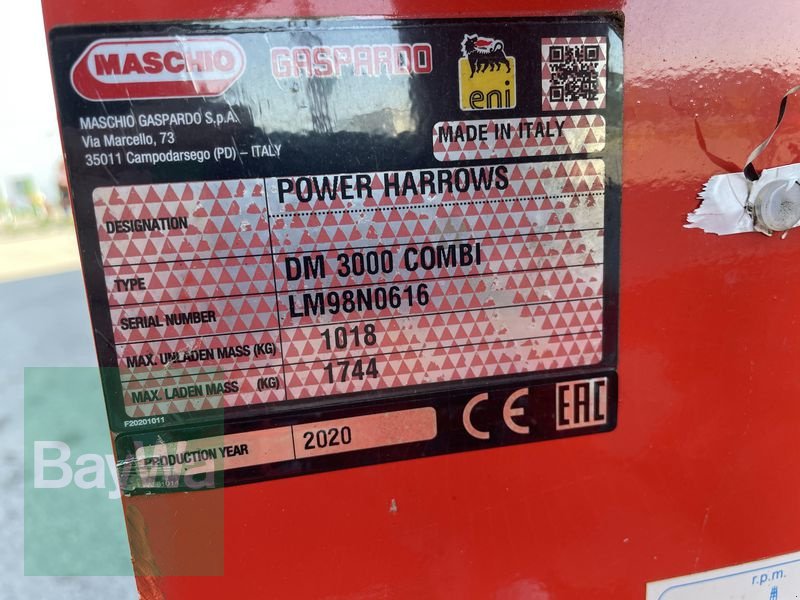 MASCHIO GASPARDO eni
MASCHIO GASPARDO S.p.A.
Via Marcello, 73
35011 Campodarsego (PD) – ITALY
MADE IN ITALY
DESIGNATION POWER HARROWS
TYPE DM 3000 COMBI
SERIAL NUMBER LM98N0616
MAX. UNLADEN MASS (KG) 1018
MAX. LADEN MASS (KG) 1744
F20201011
PRODUCTION YEAR 2020
CE EAC
BayWa
r.p.m.